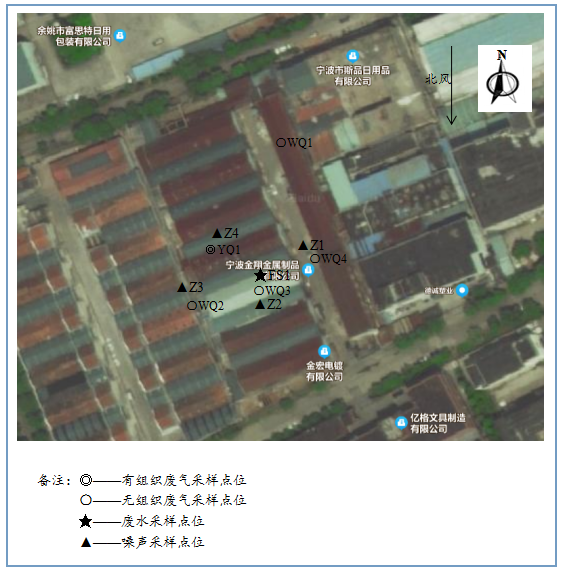 余姚市富思特日用
包装有限公司
宁波市斯品日用品
有限公司
北风
N
WQ1
Z4
YQ1
Z1
WQ4
宁波金翔金属制品
FS1
公司
WQ3
Z3
WQ2
Z2
金宏电镀
有限公司
亿格文具制造
有限公司
备注：◎——有组织废气采样点位
○——无组织废气采样点位
★——废水采样点位
▲——噪声采样点位